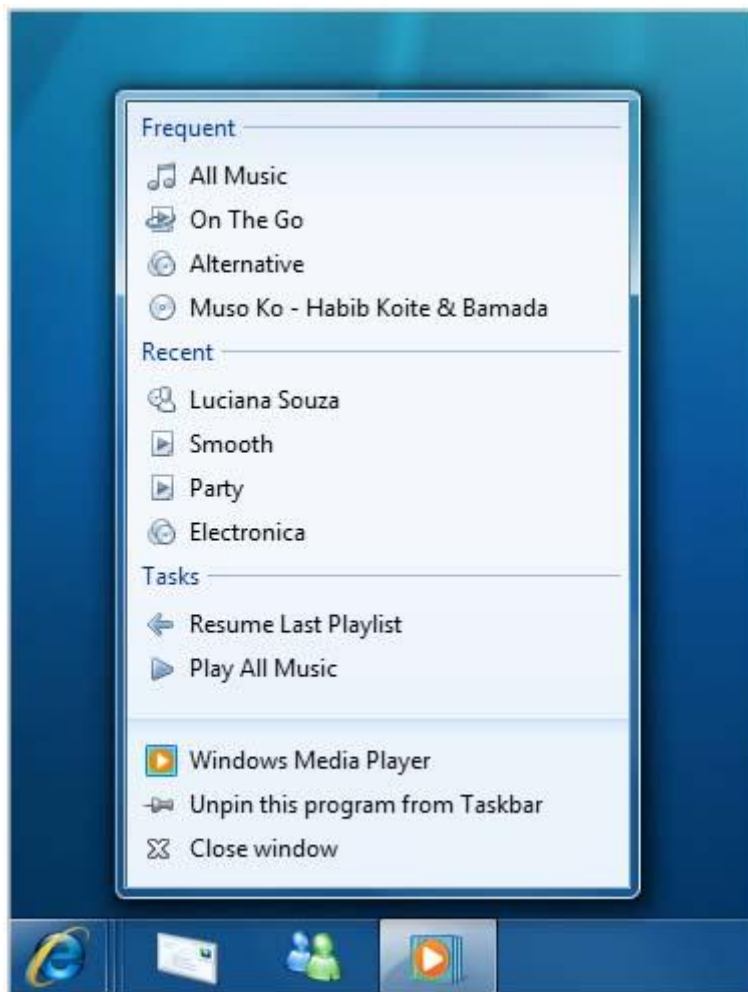 Frequent
All Music
On The Go
Alternative
Muso Ko - Habib Koite & Bamada
Recent
Luciana Souza
Smooth
Party
Electronica
Tasks
Resume Last Playlist
Play All Music
Windows Media Player
Unpin this program from Taskbar
Close window